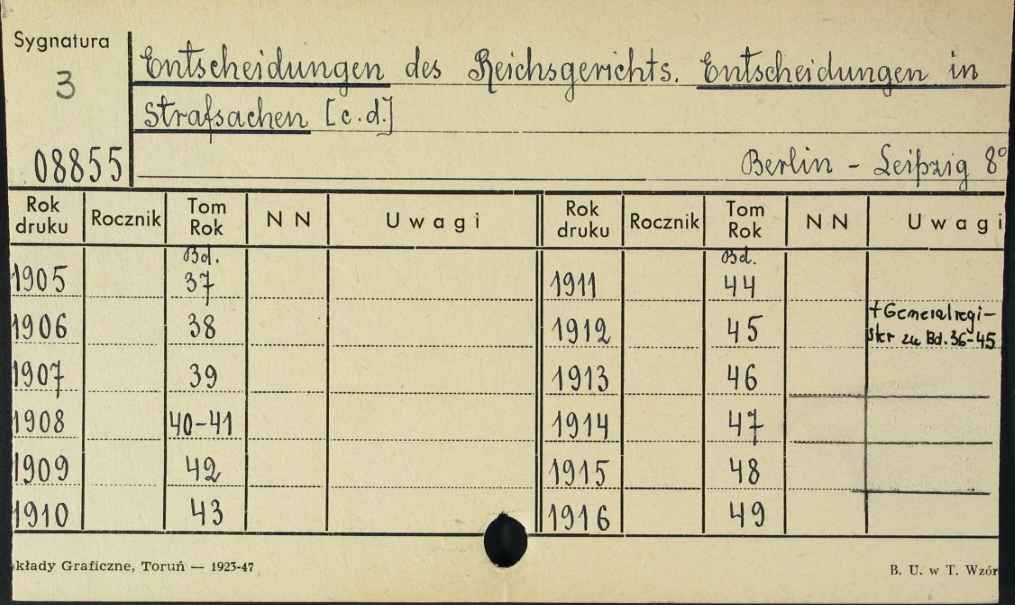 Sygnatura
3
08855
Entscheidungen des Reichsgerichts. Entscheidungen in
Strafsachen [c.d.]
Berlin - Leipzig 8°
Rok druku Rocznik Tom Rok N N Uwagi Rok druku Rocznik Tom Rok N N Uwagi
Bd. Bd.
1905 37 1911 44
1906 38 1912 45 +Generalregi-
ster zu Bd. 36-45
1907 39 1913 46
1908 40-41 1914 47
1909 42 1915 48
1910 43 1916 49
kłady Graficzne, Toruń — 1923-47
B. U. w T. Wzór